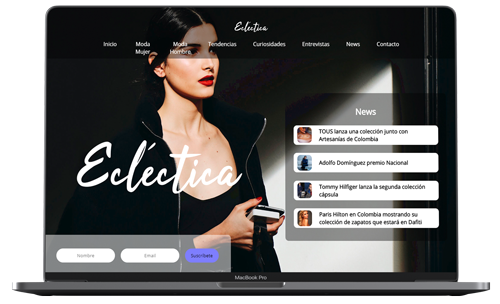 Eclectica
Inicio
Moda
Mujer
Moda
Hombre
Tendencias
Curiosidades
Entrevistas
News
Contacto
News
TOUS lanza una colección junto con
Artesanías de Colombia
Adolfo Domínguez premio Nacional
Tommy Hilfiger lanza la segunda colección
cápsula
Paris Hilton en Colombia mostrando su
colección de zapatos que estará en Dafiti
Ecléctica
Nombre
Email
Suscríbete
MacBook Pro